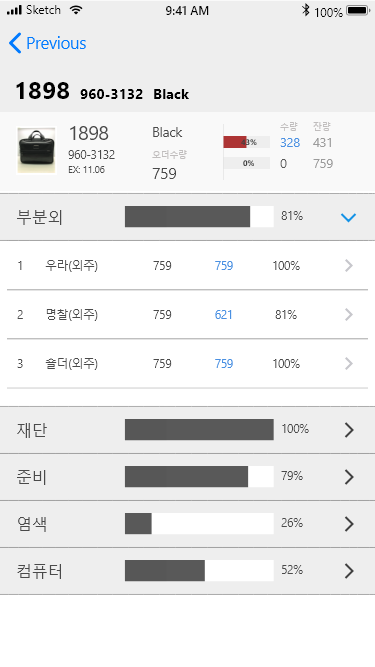 Sketch 9:41 AM 100%
Previous
1898 960-3132 Black
1898 Black 수량 잔량
960-3132 오더수량 43% 328 431
EX: 11.06 759 0% 0 759
부분외 81%
1 우라(외주) 759 759 100%
2 명찰(외주) 759 621 81%
3 숄더(외주) 759 759 100%
재단 100%
준비 79%
염색 26%
컴퓨터 52%